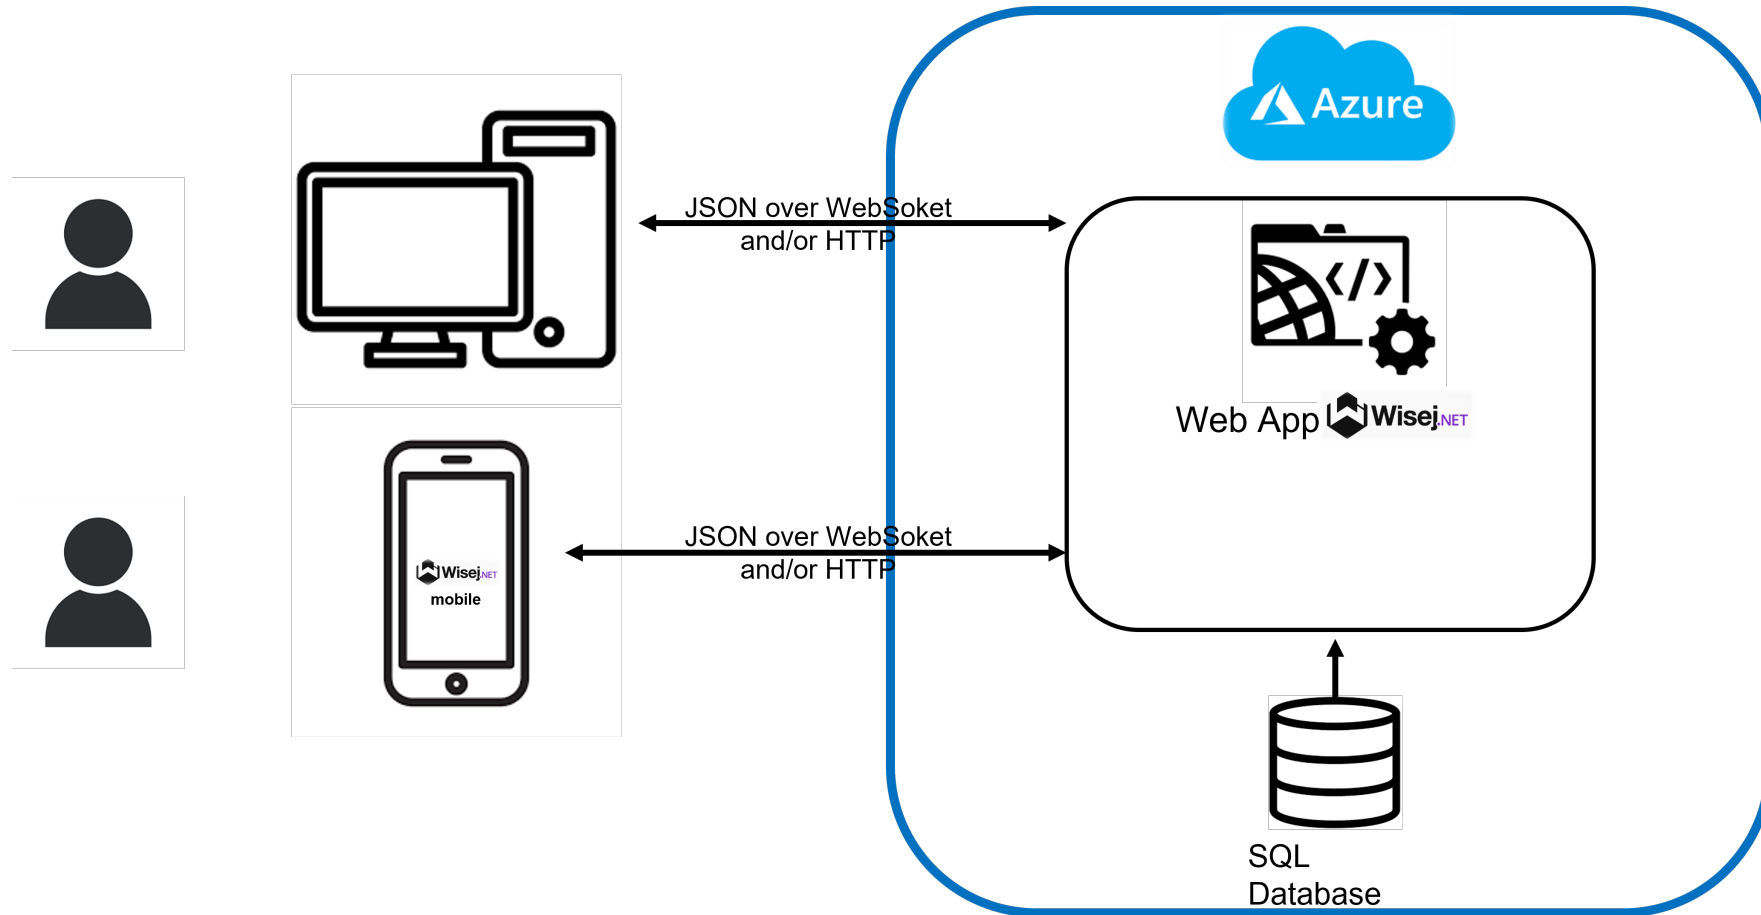 Azure
JSON over WebSoket
and/or HTTP
</>
Web App Wisej.NET
JSON over WebSoket
and/or HTTP
Wisej.NET
mobile
SQL
Database